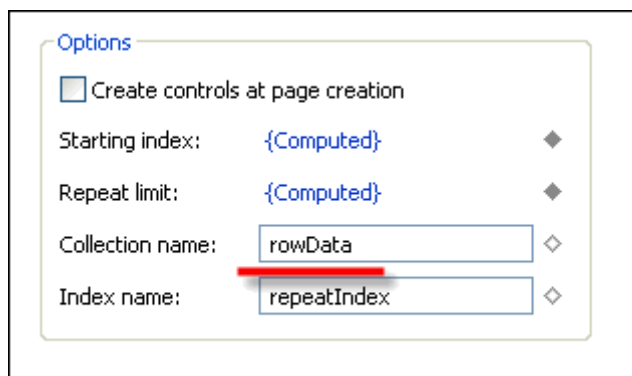 Options
Create controls at page creation
Starting index: {Computed}
Repeat limit: {Computed}
Collection name: rowData
Index name: repeatIndex